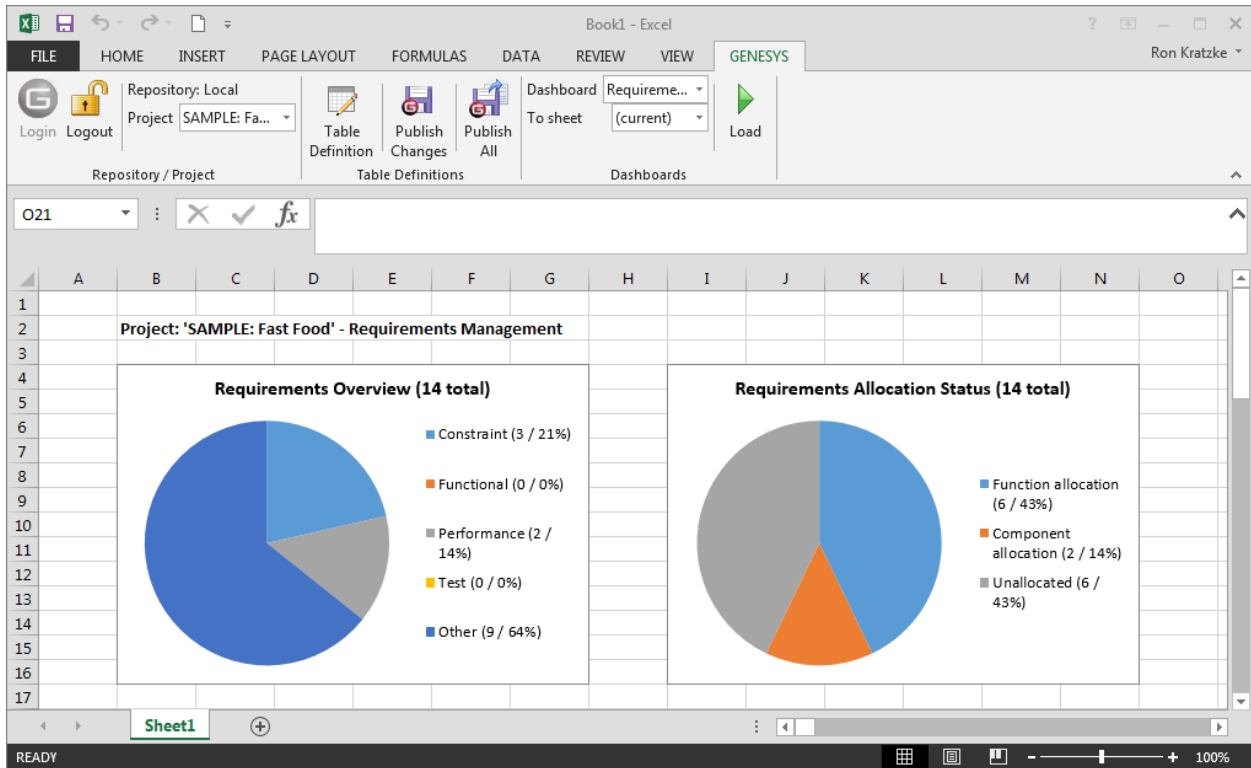 Book1 - Excel
FILE HOME INSERT PAGE LAYOUT FORMULAS DATA REVIEW VIEW GENESYS Ron Kratzke
Login
Logout
Repository: Local
Project SAMPLE: Fa...
Repository / Project
Table
Definition
Publish
Changes
Publish
All
Table Definitions
Dashboard Requireme...
To sheet (current)
Load
Dashboards
O21
fx
A B C D E F G H I J K L M N O
1
2
3
4
5
6
7
8
9
10
11
12
13
14
15
16
17
Project: 'SAMPLE: Fast Food' - Requirements Management
Requirements Overview (14 total)
Constraint (3 / 21%)
Functional (0 / 0%)
Performance (2 /
14%)
Test (0 / 0%)
Other (9 / 64%)
Requirements Allocation Status (14 total)
Function allocation
(6 / 43%)
Component
allocation (2 / 14%)
Unallocated (6 /
43%)
Sheet1
READY
100%